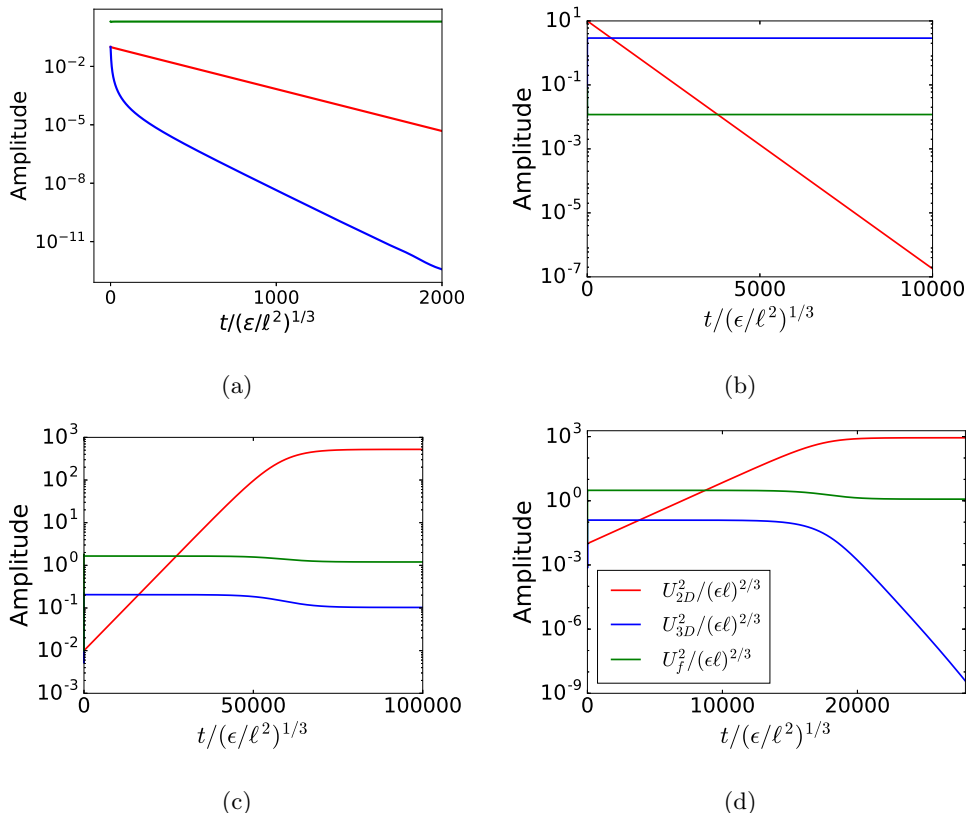 Amplitude
10^{-2}
10^{-5}
10^{-8}
10^{-11}
0 1000 2000
t/(ε/ℓ^2)^{1/3}
(a)
Amplitude
10^1
10^{-1}
10^{-3}
10^{-5}
10^{-7}
0 5000 10000
t/(ϵ/ℓ^2)^{1/3}
(b)
Amplitude
10^3
10^2
10^1
10^0
10^{-1}
10^{-2}
10^{-3}
0 50000 100000
t/(ϵ/ℓ^2)^{1/3}
(c)
Amplitude
10^3
10^0
10^{-3}
10^{-6}
10^{-9}
U_{2D}^2/(ϵℓ)^{2/3}
U_{3D}^2/(ϵℓ)^{2/3}
U_f^2/(ϵℓ)^{2/3}
0 10000 20000
t/(ϵ/ℓ^2)^{1/3}
(d)